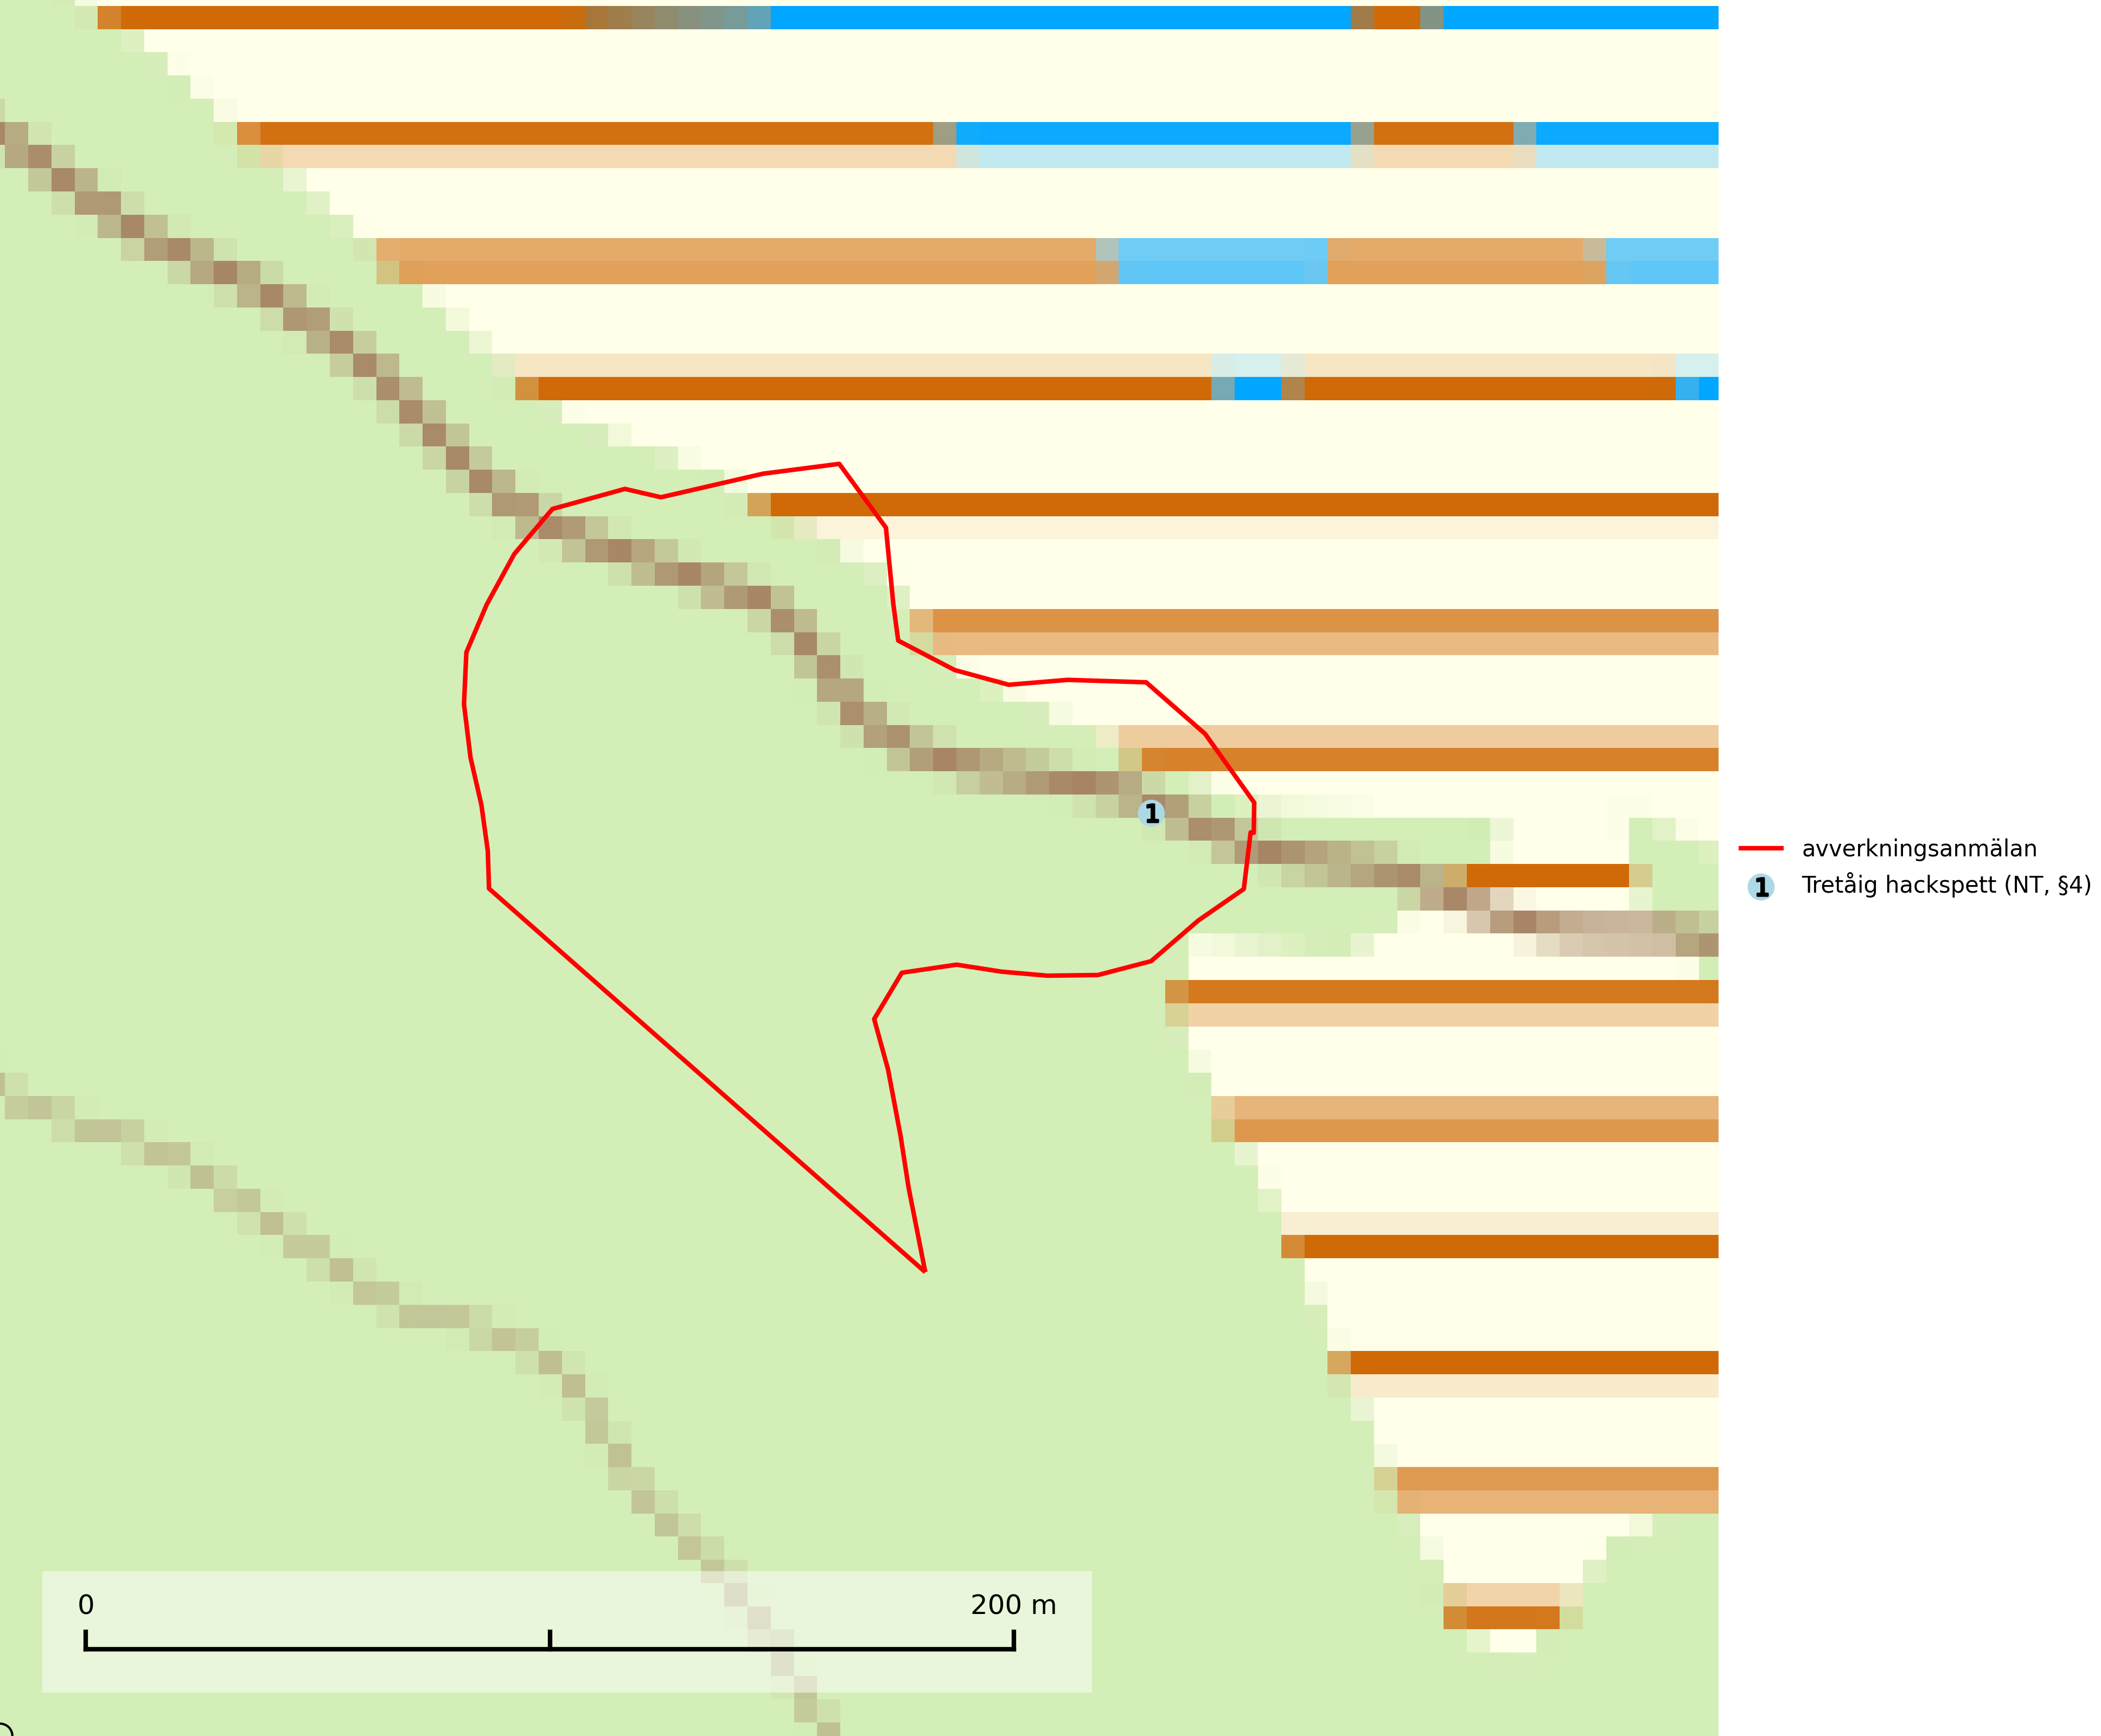 1
avverkningsanmälan
1 Tretåig hackspett (NT, §4)
0 200 m